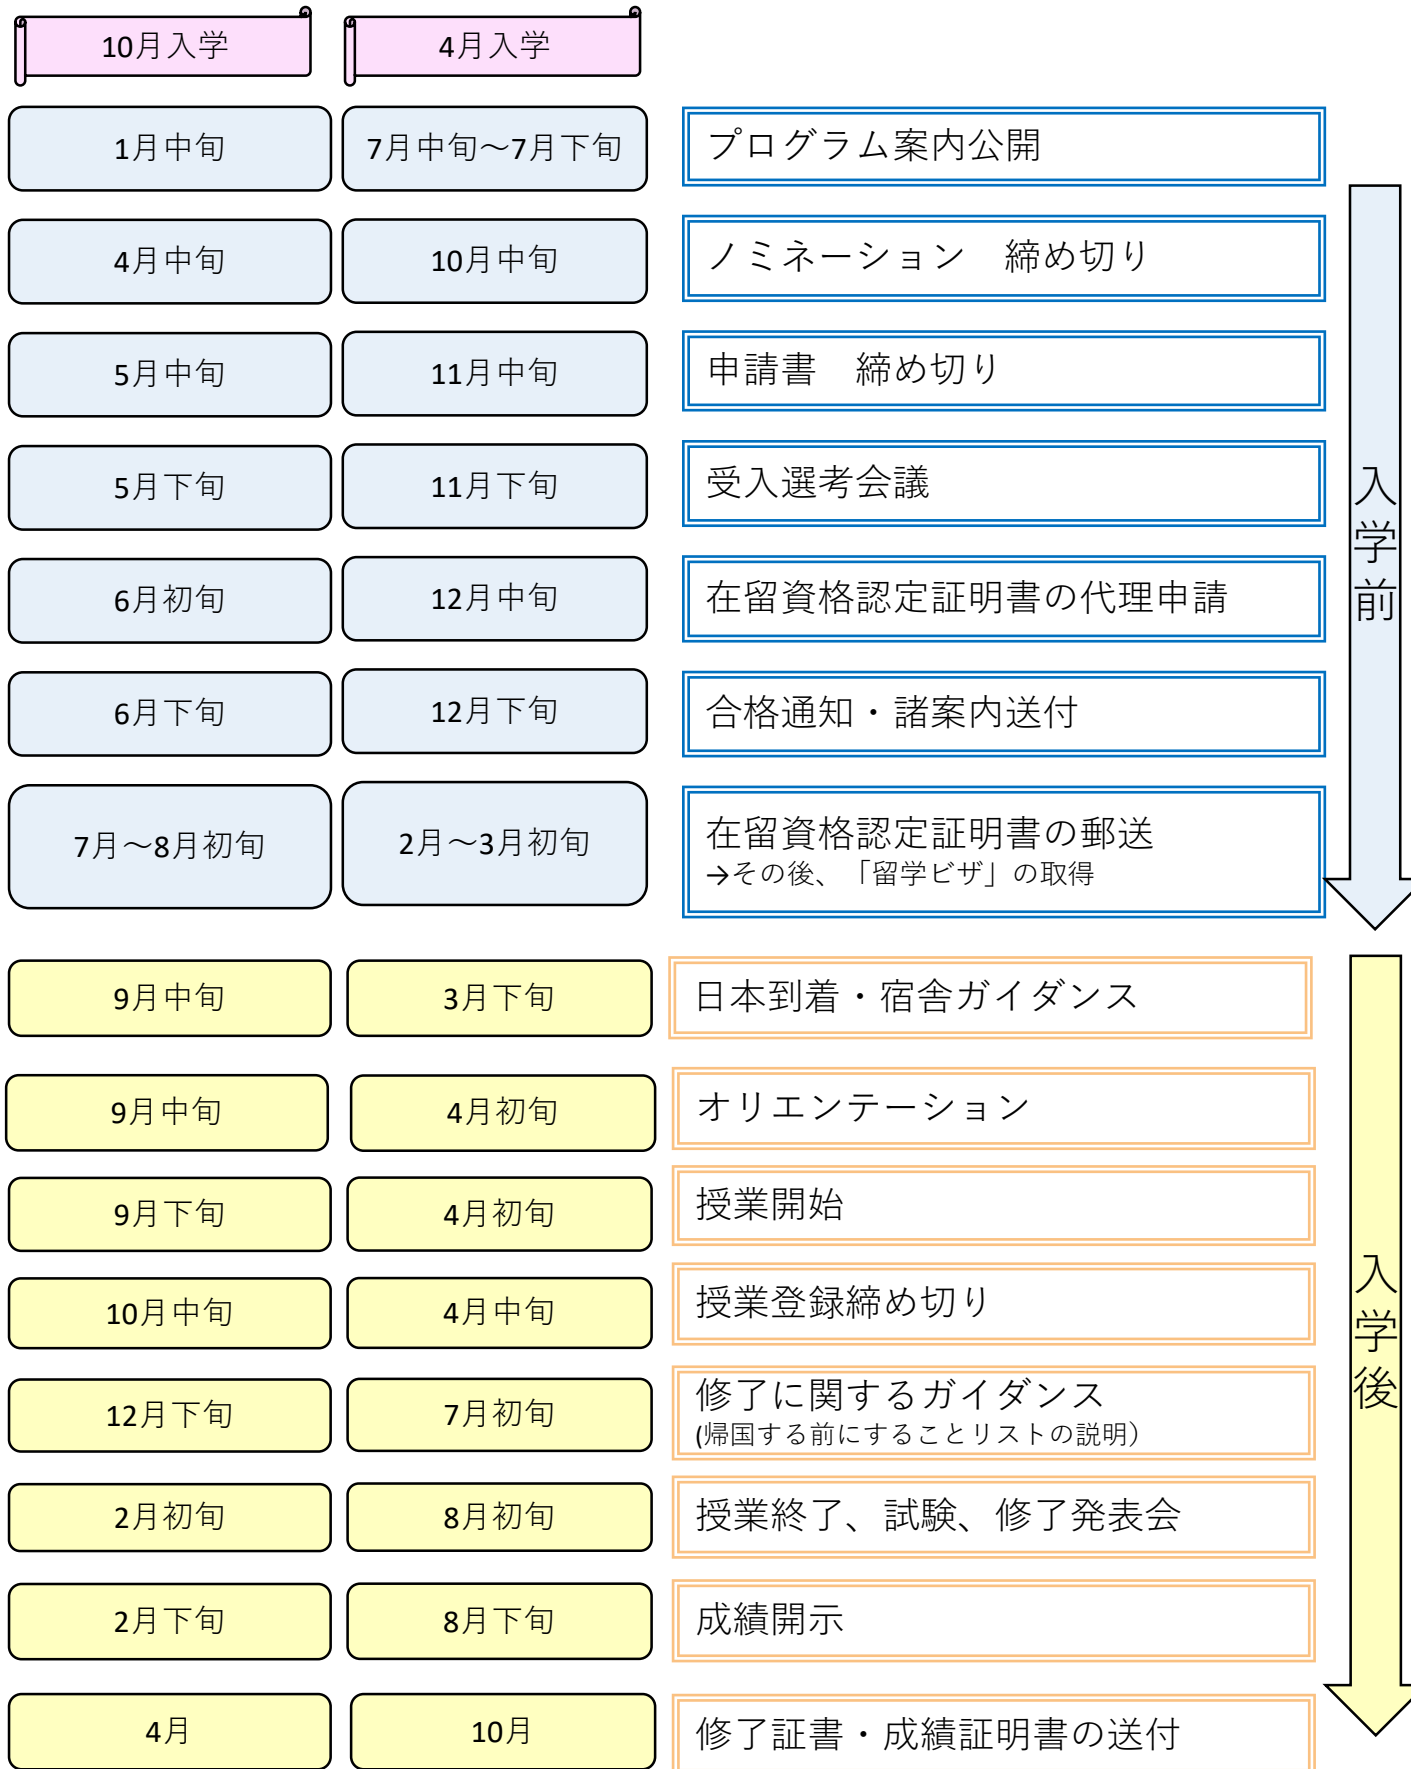 10月入学
4月入学
1月中旬
7月中旬～7月下旬
プログラム案内公開
4月中旬
10月中旬
ノミネーション　締め切り
5月中旬
11月中旬
申請書　締め切り
5月下旬
11月下旬
受入選考会議
6月初旬
12月中旬
在留資格認定証明書の代理申請
6月下旬
12月下旬
合格通知・諸案内送付
7月～8月初旬
2月～3月初旬
在留資格認定証明書の郵送
→その後、「留学ビザ」の取得
入学前
9月中旬
3月下旬
日本到着・宿舎ガイダンス
9月中旬
4月初旬
オリエンテーション
9月下旬
4月初旬
授業開始
10月中旬
4月中旬
授業登録締め切り
12月下旬
7月初旬
修了に関するガイダンス
(帰国する前にすることリストの説明）
2月初旬
8月初旬
授業終了、試験、修了発表会
2月下旬
8月下旬
成績開示
4月
10月
修了証書・成績証明書の送付
入学後